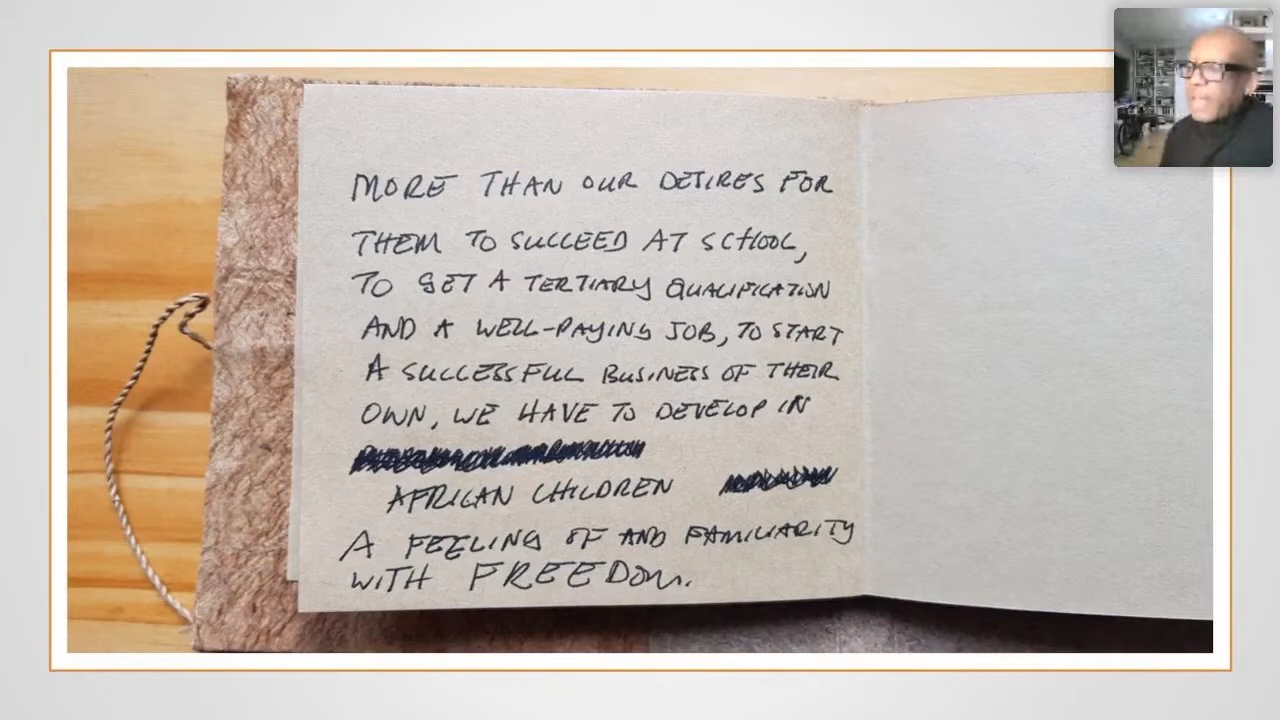 MORE THAN OUR DESIRES FOR
THEM TO SUCCEED AT SCHOOL,
TO GET A TERTIARY QUALIFICATION
AND A WELL-PAYING JOB, TO START
A SUCCESSFUL BUSINESS OF THEIR
OWN, WE HAVE TO DEVELOP IN
AFRICAN CHILDREN
A FEELING OF AND FAMILIARITY
WITH FREEDOM.